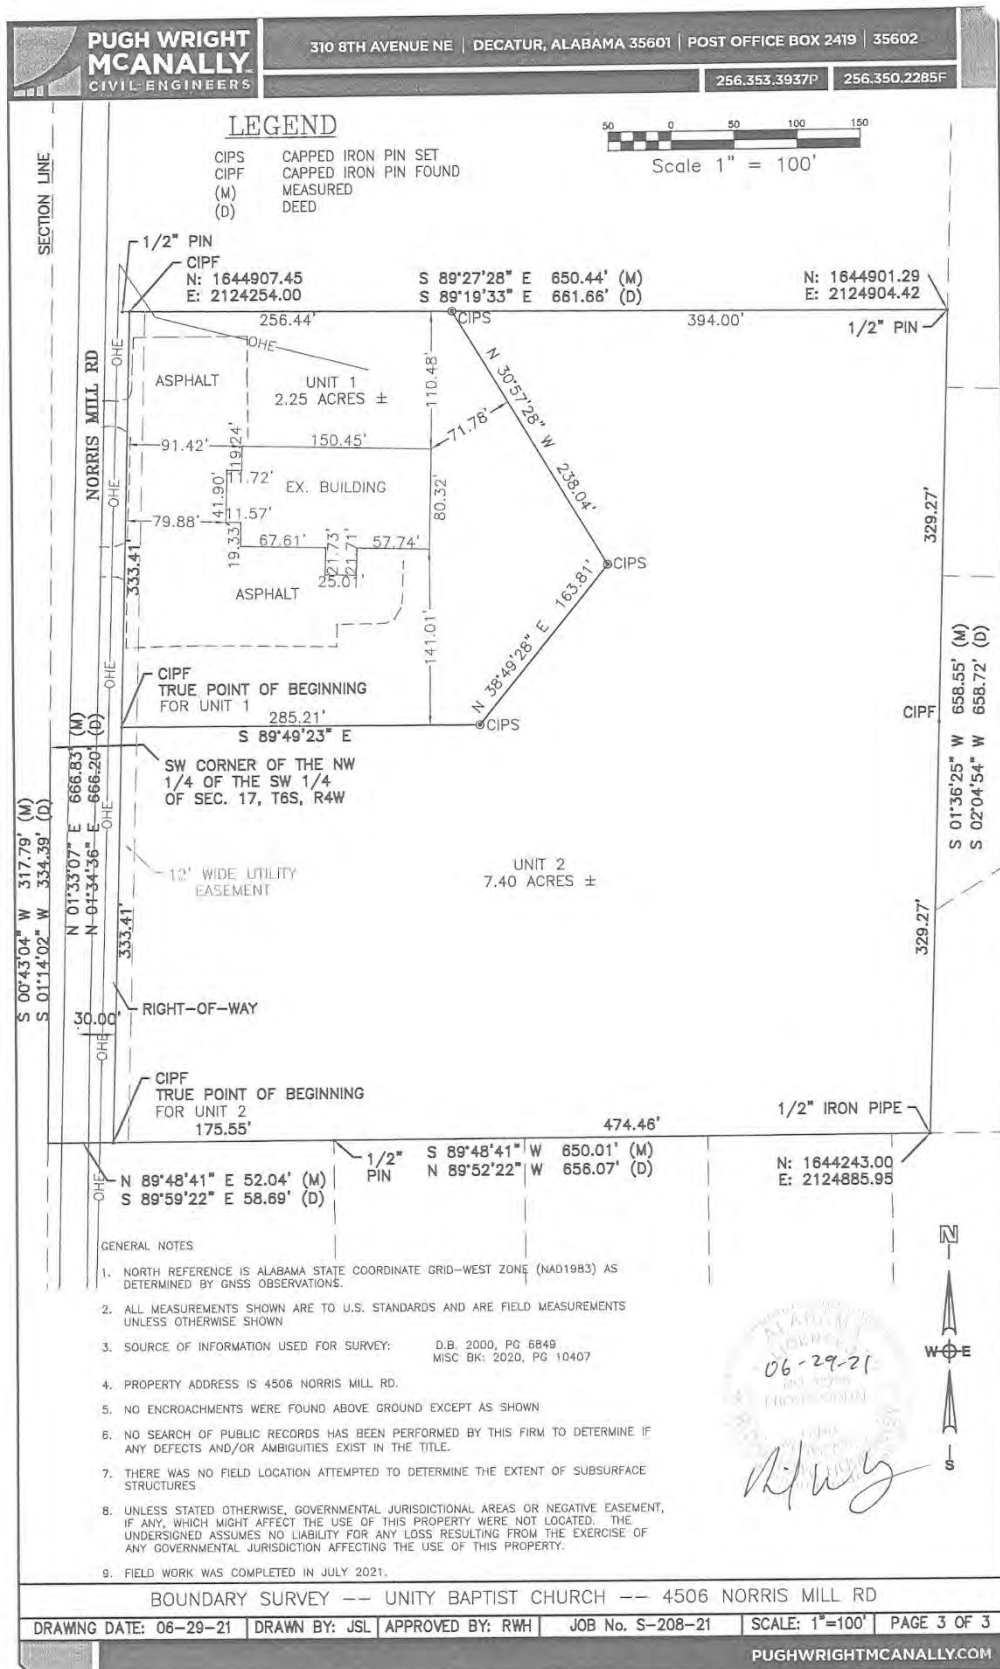 PUGH WRIGHT
MCANALLY
CIVIL ENGINEERS
310 8TH AVENUE NE | DECATUR, ALABAMA 35601 | POST OFFICE BOX 2419 | 35602
256.353.3937P
256.350.2285F
LEGEND
CIPS CAPPED IRON PIN SET
CIPF CAPPED IRON PIN FOUND
(M) MEASURED
(D) DEED
50 0 50 100 150
Scale 1" = 100'
SECTION LINE
1/2" PIN
CIPF
N: 1644907.45
E: 2124254.00
S 89°27'28" E 650.44' (M)
S 89°19'33" E 661.66' (D)
N: 1644901.29
E: 2124904.42
1/2" PIN
256.44'
CIPS
394.00'
OHE
OHE
NORRIS MILL RD
ASPHALT
UNIT 1
2.25 ACRES ±
110.48'
N 30°57'28" W 238.04'
71.78'
91.42'
19.24'
150.45'
11.72'
41.90'
EX. BUILDING
80.32'
OHE
11.57'
79.88'
19.33'
67.61'
21.73'
21.71'
57.74'
25.01'
333.41'
ASPHALT
141.01'
CIPS
N 38°49'28" E 163.81'
329.27'
OHE
CIPF
TRUE POINT OF BEGINNING
FOR UNIT 1
285.21'
S 89°49'23" E
CIPS
CIPF
S 01°36'25" W 658.55' (M)
S 02°04'54" W 658.72' (D)
SW CORNER OF THE NW
1/4 OF THE SW 1/4
OF SEC. 17, T6S, R4W
S 00°43'04" W 317.79' (M)
S 01°14'02" W 334.39' (D)
N 01°33'07" E 666.83' (M)
N 01°34'36" E 666.20' (D)
OHE
12' WIDE UTILITY
EASEMENT
UNIT 2
7.40 ACRES ±
333.41'
329.27'
RIGHT-OF-WAY
30.00'
OHE
CIPF
TRUE POINT OF BEGINNING
FOR UNIT 2
175.55'
474.46'
1/2" IRON PIPE
1/2"
PIN
S 89°48'41" W 650.01' (M)
N 89°52'22" W 656.07' (D)
N: 1644243.00
E: 2124885.95
N 89°48'41" E 52.04' (M)
S 89°59'22" E 58.69' (D)
OHE
GENERAL NOTES
1. NORTH REFERENCE IS ALABAMA STATE COORDINATE GRID-WEST ZONE (NAD1983) AS
DETERMINED BY GNSS OBSERVATIONS.
2. ALL MEASUREMENTS SHOWN ARE TO U.S. STANDARDS AND ARE FIELD MEASUREMENTS
UNLESS OTHERWISE SHOWN
3. SOURCE OF INFORMATION USED FOR SURVEY: D.B. 2000, PG 6849
MISC BK: 2020, PG 10407
4. PROPERTY ADDRESS IS 4506 NORRIS MILL RD.
5. NO ENCROACHMENTS WERE FOUND ABOVE GROUND EXCEPT AS SHOWN
6. NO SEARCH OF PUBLIC RECORDS HAS BEEN PERFORMED BY THIS FIRM TO DETERMINE IF
ANY DEFECTS AND/OR AMBIGUITIES EXIST IN THE TITLE.
7. THERE WAS NO FIELD LOCATION ATTEMPTED TO DETERMINE THE EXTENT OF SUBSURFACE
STRUCTURES
8. UNLESS STATED OTHERWISE, GOVERNMENTAL JURISDICTIONAL AREAS OR NEGATIVE EASEMENT,
IF ANY, WHICH MIGHT AFFECT THE USE OF THIS PROPERTY WERE NOT LOCATED. THE
UNDERSIGNED ASSUMES NO LIABILITY FOR ANY LOSS RESULTING FROM THE EXERCISE OF
ANY GOVERNMENTAL JURISDICTION AFFECTING THE USE OF THIS PROPERTY.
9. FIELD WORK WAS COMPLETED IN JULY 2021.
N
W E
S
06-29-21
BOUNDARY SURVEY -- UNITY BAPTIST CHURCH -- 4506 NORRIS MILL RD
DRAWING DATE: 06-29-21 DRAWN BY: JSL APPROVED BY: RWH JOB No. S-208-21 SCALE: 1"=100' PAGE 3 OF 3
PUGHWRIGHTMCANALLY.COM